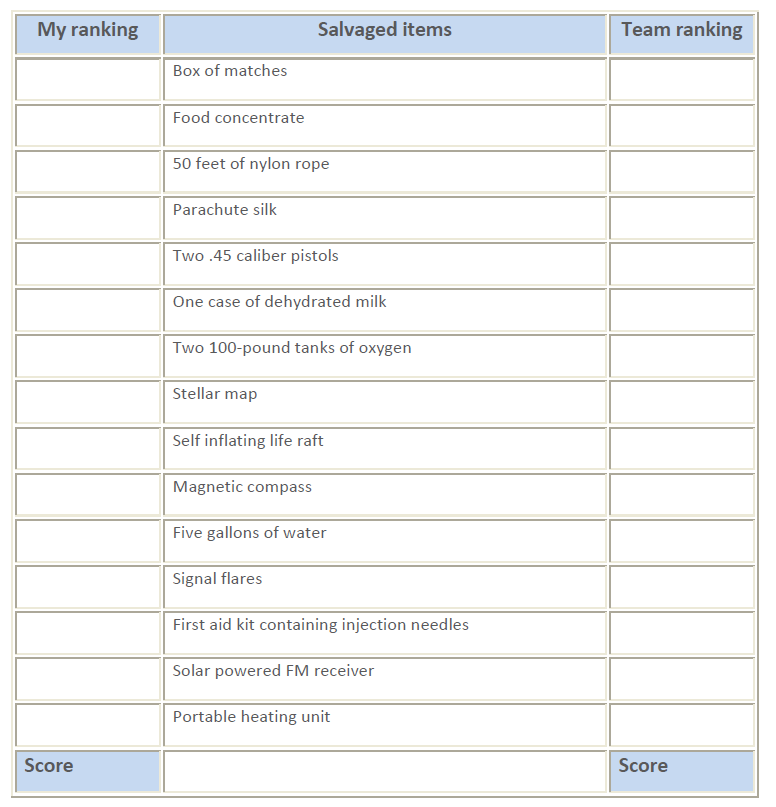 My ranking Salvaged items Team ranking
Box of matches
Food concentrate
50 feet of nylon rope
Parachute silk
Two .45 caliber pistols
One case of dehydrated milk
Two 100-pound tanks of oxygen
Stellar map
Self inflating life raft
Magnetic compass
Five gallons of water
Signal flares
First aid kit containing injection needles
Solar powered FM receiver
Portable heating unit
Score Score